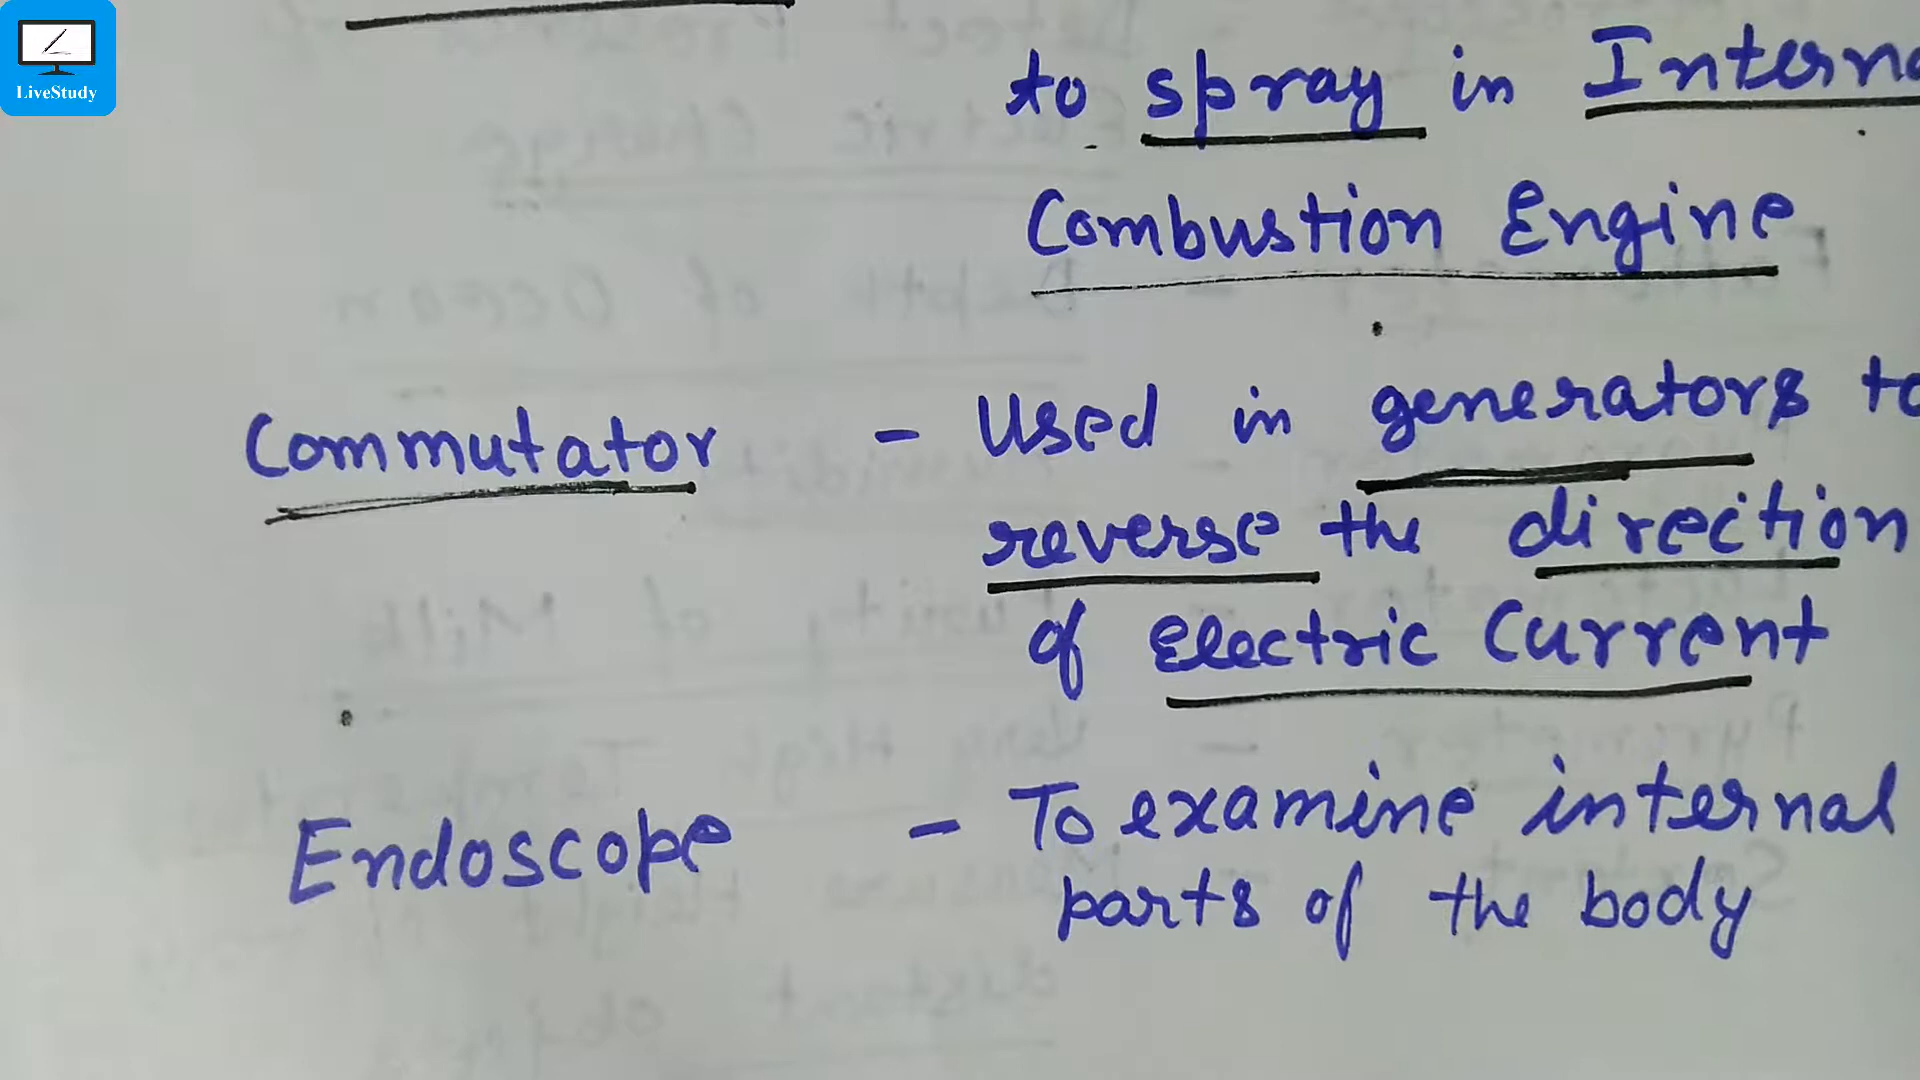 LiveStudy
to spray in Interna
Combustion Engine
Commutator - Used in generators to
reverse the direction
of electric current
Endoscope - To examine internal
parts of the body